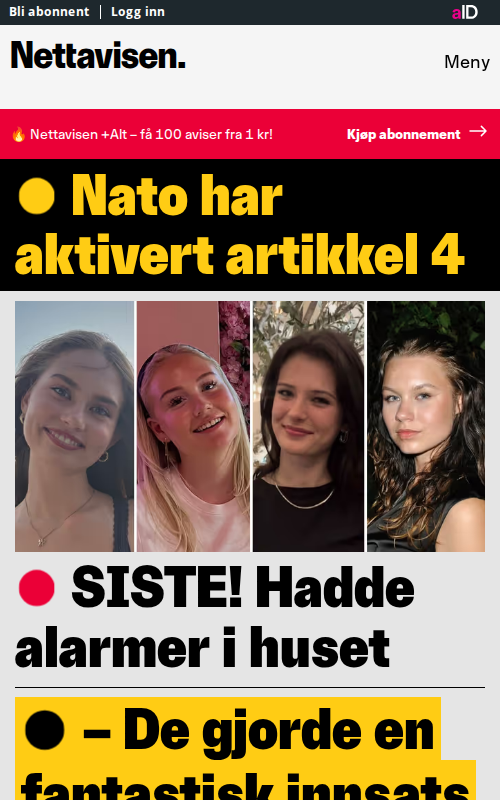 Bli abonnent | Logg inn
aID
Nettavisen.
Meny
🔥 Nettavisen +Alt – få 100 aviser fra 1 kr!
Kjøp abonnement →
Nato har
aktivert artikkel 4
SISTE! Hadde
alarmer i huset
– De gjorde en
fantastisk innsats